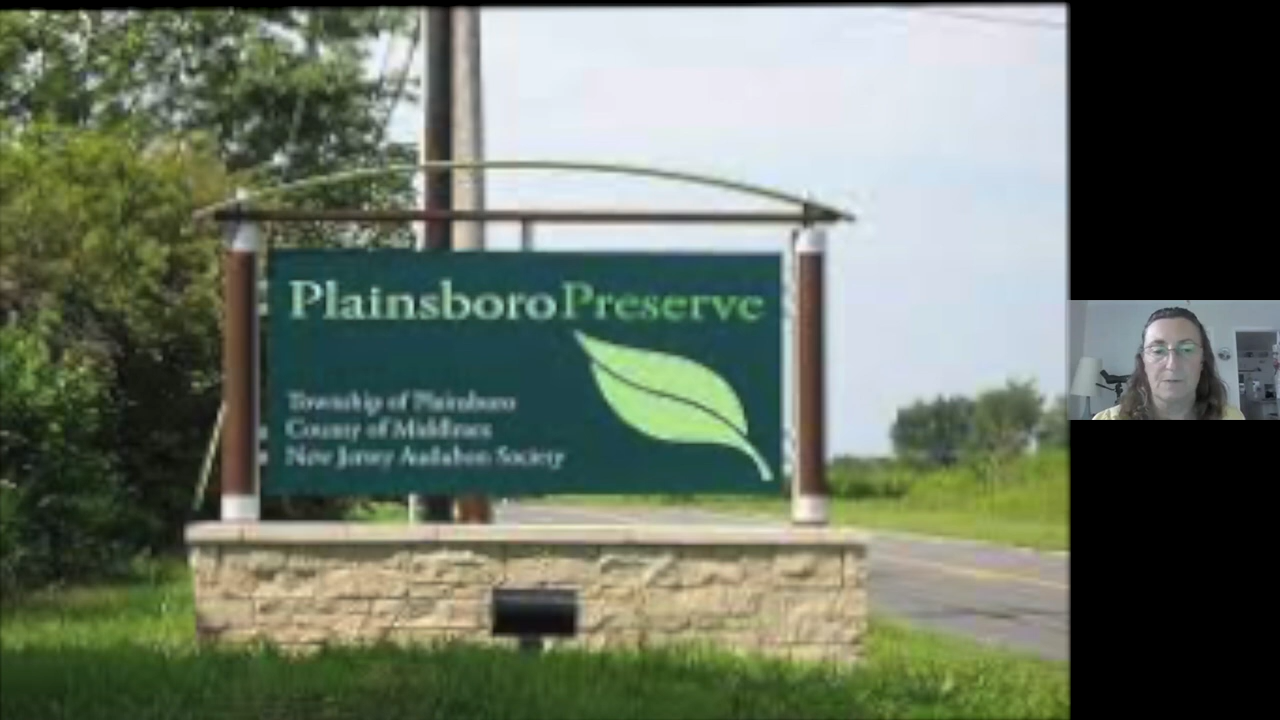 Plainsboro Preserve
Township of Plainsboro
County of Middlesex
New Jersey Audubon Society